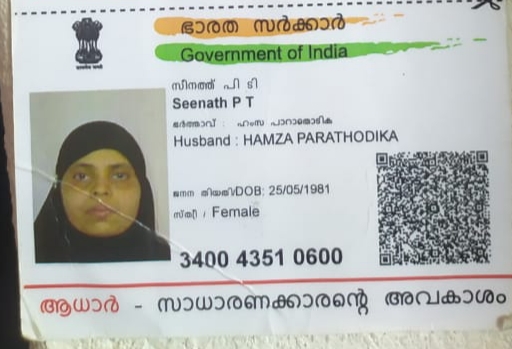 ഭാരത സർക്കാർ
Government of India
സീനത്ത് പി ടി
Seenath P T
ഭർത്താവ് : ഹംസ പാറാതൊടിക
Husband : HAMZA PARATHODIKA
ജനന തിയതി/DOB: 25/05/1981
സ്ത്രീ / Female
3400 4351 0600
ആധാർ - സാധാരണക്കാരന്റെ അവകാശം